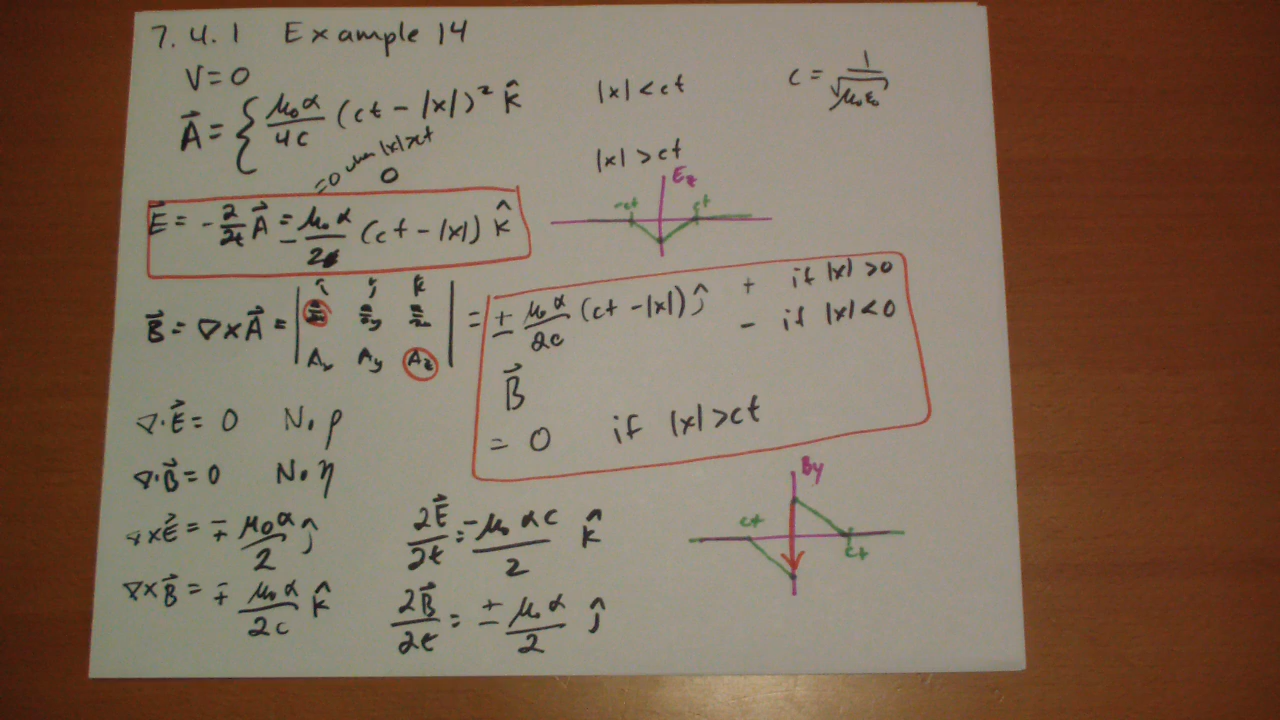 7.4.1 Example 14
V=0
A⃗ = { μ₀α/4c (ct - |x|)² k̂   |x| < ct
0   |x| > ct
c = 1/√(μ₀ε₀)
=0 when |x|>ct
E⃗ = - ∂/∂t A⃗ = - μ₀α/2 (ct - |x|) k̂
Ez
-ct   ct
B⃗ = ∇ × A⃗ = | î ĵ k̂
∂/∂x ∂/∂y ∂/∂z
Ax Ay Az | = ± μ₀α/2c (ct - |x|) ĵ   + if |x| > 0
- if |x| < 0
B⃗
= 0   if |x| > ct
∇·E⃗ = 0   No ρ
∇·B⃗ = 0   No η
∇×E⃗ = ∓ μ₀α/2 ĵ
∇×B⃗ = ∓ μ₀α/2c k̂
∂E⃗/∂t = - μ₀αc/2 k̂
∂B⃗/∂t = ± μ₀α/2 ĵ
By
ct   ct